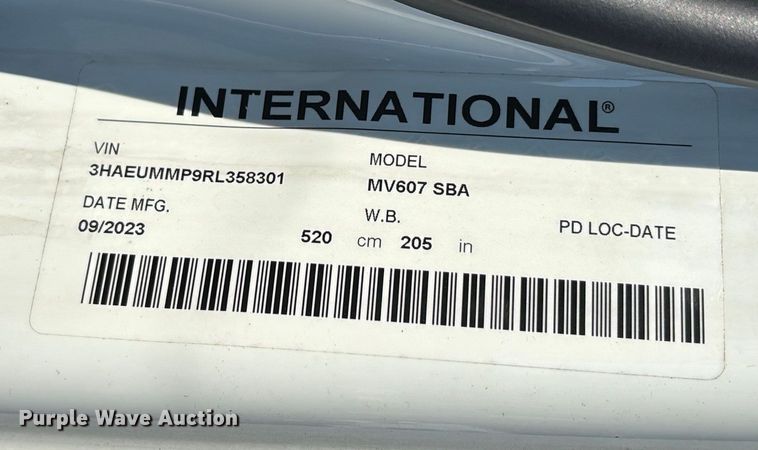 INTERNATIONAL®
VIN
3HAEUMMP9RL358301
MODEL
MV607 SBA
DATE MFG.
09/2023
W.B.
520 cm 205 in
PD LOC-DATE
Purple Wave Auction